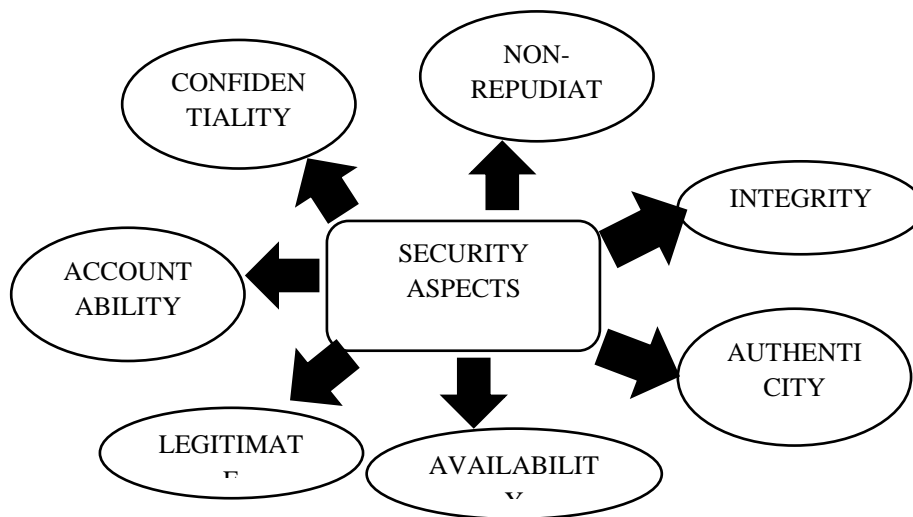 CONFIDEN
TIALITY
NON-
REPUDIAT
INTEGRITY
SECURITY
ASPECTS
ACCOUNT
ABILITY
AUTHENTI
CITY
LEGITIMAT
E
AVAILABILIT
Y